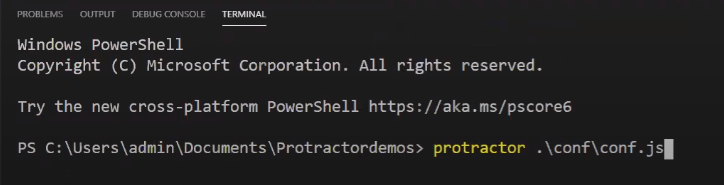 PROBLEMS OUTPUT DEBUG CONSOLE TERMINAL
Windows PowerShell
Copyright (C) Microsoft Corporation. All rights reserved.
Try the new cross-platform PowerShell https://aka.ms/pscore6
PS C:\Users\admin\Documents\Protractordemos> protractor .\conf\conf.js